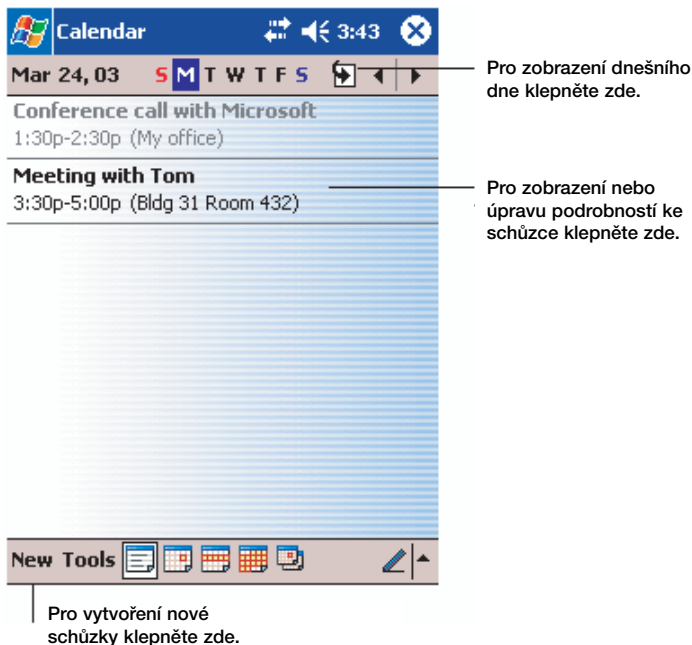 Calendar 3:43
Mar 24, 03 S M T W T F S
Pro zobrazení dnešního
dne klepněte zde.
Conference call with Microsoft
1:30p-2:30p (My office)
Meeting with Tom
3:30p-5:00p (Bldg 31 Room 432)
Pro zobrazení nebo
úpravu podrobností ke
schůzce klepněte zde.
New Tools
Pro vytvoření nové
schůzky klepněte zde.